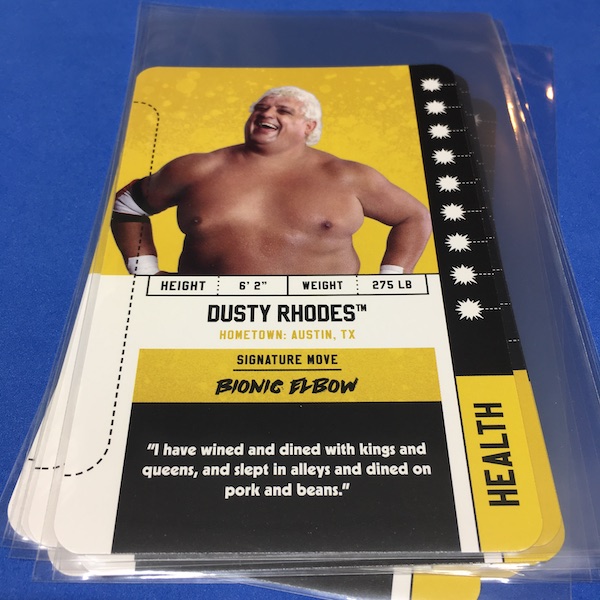 HEIGHT 6' 2" WEIGHT 275 LB
DUSTY RHODES™
HOMETOWN: AUSTIN, TX
SIGNATURE MOVE
BIONIC ELBOW
"I have wined and dined with kings and
queens, and slept in alleys and dined on
pork and beans."
HEALTH